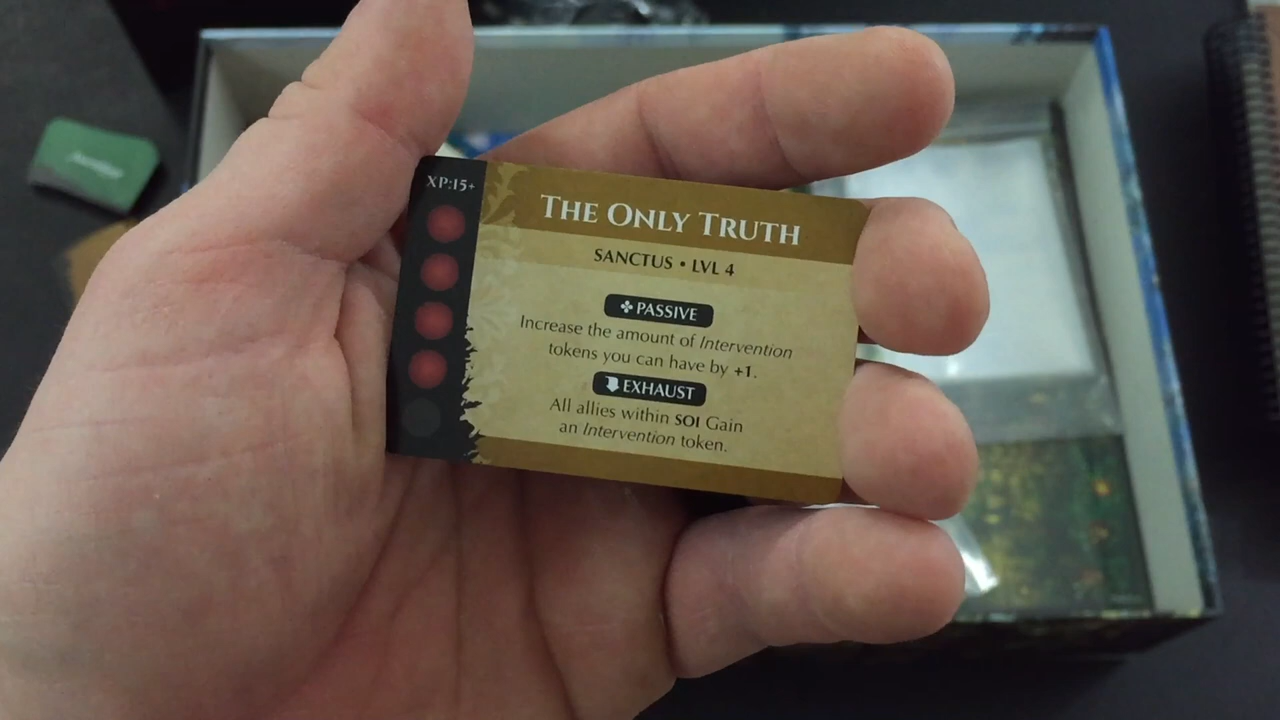 XP:15+
THE ONLY TRUTH
SANCTUS • LVL 4
PASSIVE
Increase the amount of Intervention
tokens you can have by +1.
EXHAUST
All allies within SOI Gain
an Intervention token.